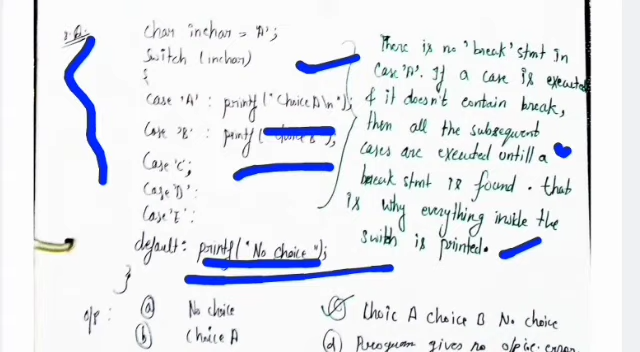 char inchar = 'A';
switch (inchar)
{
case 'A' : printf("Choice A\n");
case 'B' : printf("Choice B");
Case 'C';
Case 'D':
Case 'E':
default: printf("No choice");
}
There is no 'break' stmt in
case 'A'. If a case is executed
& if it doesn't contain break,
then all the subsequent
cases are executed untill a
break stmt is found. that
is why everything inside the
switch is printed.
o/p :
(a) No choice
(b) Choice A
(c) Choic A Choice B No choice
(d) Program gives no o/p